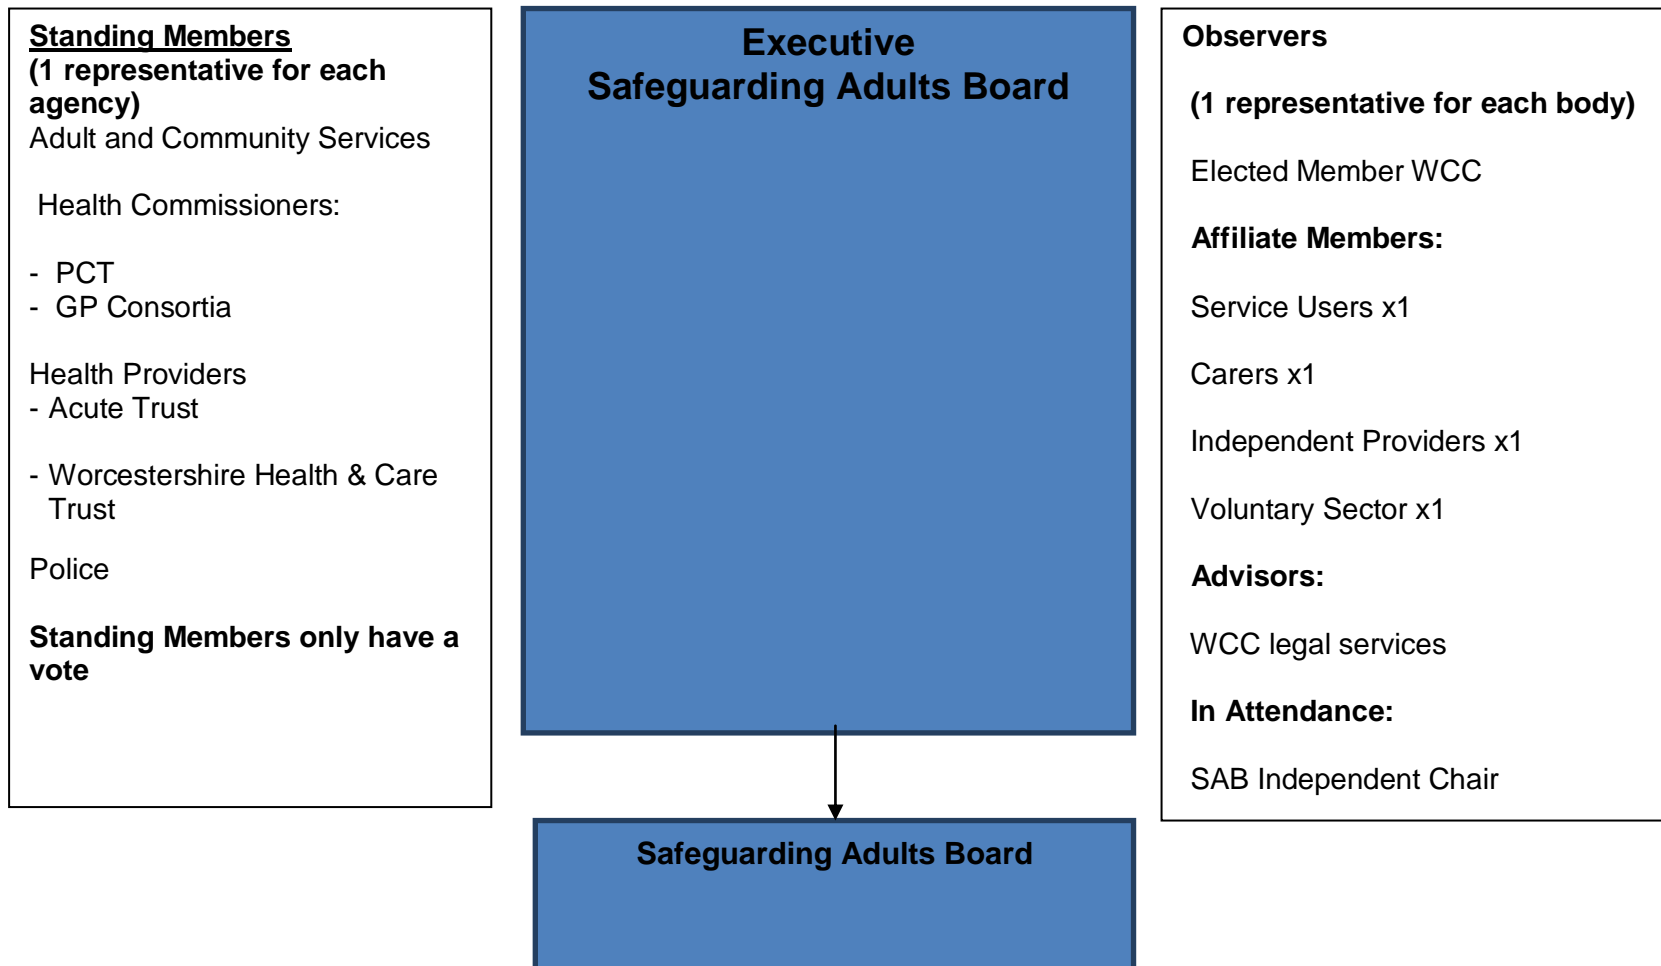 Standing Members
(1 representative for each
agency)
Adult and Community Services
Health Commissioners:
- PCT
- GP Consortia
Health Providers
- Acute Trust
- Worcestershire Health & Care
Trust
Police
Standing Members only have a
vote
Executive
Safeguarding Adults Board
Observers
(1 representative for each body)
Elected Member WCC
Affiliate Members:
Service Users x1
Carers x1
Independent Providers x1
Voluntary Sector x1
Advisors:
WCC legal services
In Attendance:
SAB Independent Chair
Safeguarding Adults Board